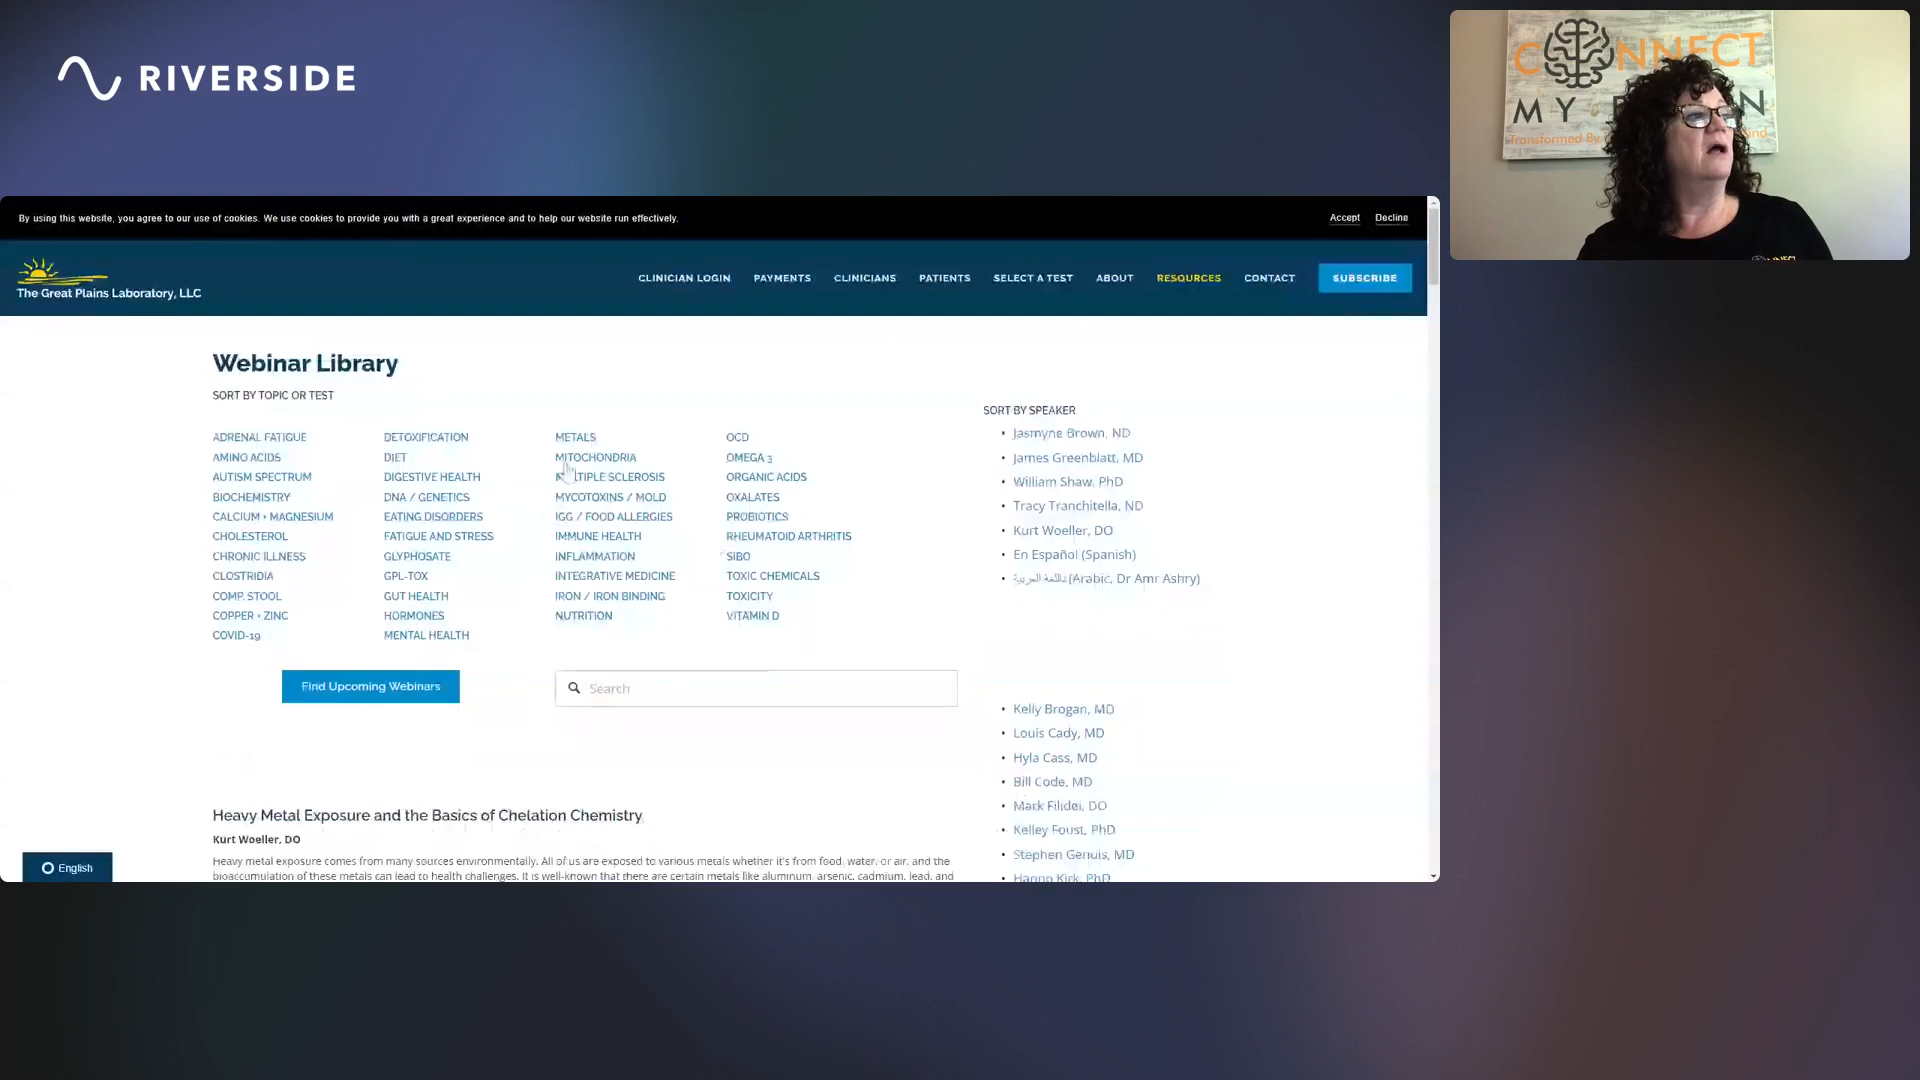 RIVERSIDE
CONNECT
MY
Transformed By
By using this website, you agree to our use of cookies. We use cookies to provide you with a great experience and to help our website run effectively.
Accept
Decline
The Great Plains Laboratory, LLC
CLINICIAN LOGIN
PAYMENTS
CLINICIANS
PATIENTS
SELECT A TEST
ABOUT
RESOURCES
CONTACT
SUBSCRIBE
Webinar Library
SORT BY TOPIC OR TEST
ADRENAL FATIGUE
AMINO ACIDS
AUTISM SPECTRUM
BIOCHEMISTRY
CALCIUM + MAGNESIUM
CHOLESTEROL
CHRONIC ILLNESS
CLOSTRIDIA
COMP. STOOL
COPPER + ZINC
COVID-19
DETOXIFICATION
DIET
DIGESTIVE HEALTH
DNA / GENETICS
EATING DISORDERS
FATIGUE AND STRESS
GLYPHOSATE
GPL-TOX
GUT HEALTH
HORMONES
MENTAL HEALTH
METALS
MITOCHONDRIA
MULTIPLE SCLEROSIS
MYCOTOXINS / MOLD
IGG / FOOD ALLERGIES
IMMUNE HEALTH
INFLAMMATION
INTEGRATIVE MEDICINE
IRON / IRON BINDING
NUTRITION
OCD
OMEGA 3
ORGANIC ACIDS
OXALATES
PROBIOTICS
RHEUMATOID ARTHRITIS
SIBO
TOXIC CHEMICALS
TOXICITY
VITAMIN D
SORT BY SPEAKER
• Jasmyne Brown, ND
• James Greenblatt, MD
• William Shaw, PhD
• Tracy Tranchitella, ND
• Kurt Woeller, DO
• En Español (Spanish)
• باللغة العربية (Arabic, Dr Amr Ashry)
Find Upcoming Webinars
Search
• Kelly Brogan, MD
• Louis Cady, MD
• Hyla Cass, MD
• Bill Code, MD
• Mark Filidei, DO
• Kelley Foust, PhD
• Stephen Genuis, MD
• Hanno Kirk, PhD
Heavy Metal Exposure and the Basics of Chelation Chemistry
Kurt Woeller, DO
Heavy metal exposure comes from many sources environmentally. All of us are exposed to various metals whether it's from food, water, or air, and the
bioaccumulation of these metals can lead to health challenges. It is well-known that there are certain metals like aluminum, arsenic, cadmium, lead, and
English